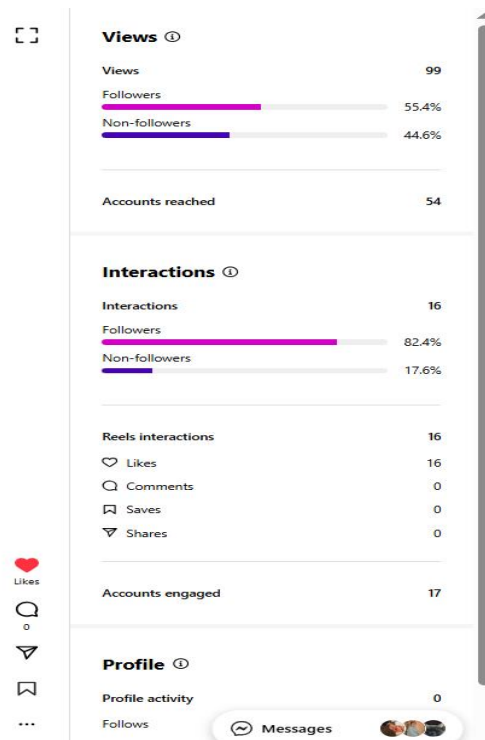 Views
Views 99
Followers
55.4%
Non-followers
44.6%
Accounts reached 54
Interactions
Interactions 16
Followers
82.4%
Non-followers
17.6%
Reels interactions 16
Likes 16
Comments 0
Saves 0
Shares 0
Accounts engaged 17
Profile
Profile activity 0
Follows
Messages
Likes
0